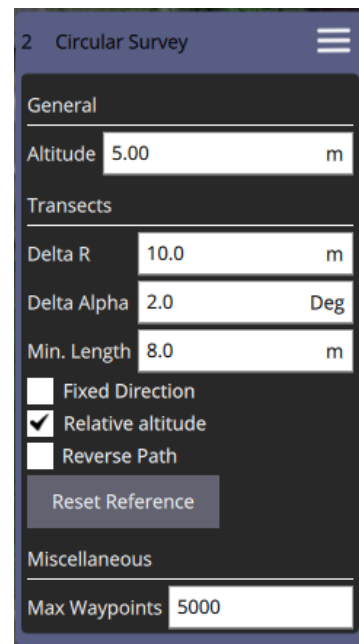 2 Circular Survey
General
Altitude 5.00 m
Transects
Delta R 10.0 m
Delta Alpha 2.0 Deg
Min. Length 8.0 m
Fixed Direction
Relative altitude
Reverse Path
Reset Reference
Miscellaneous
Max Waypoints 5000